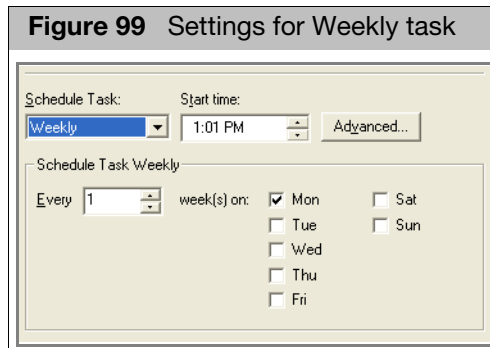 Figure 99 Settings for Weekly task
Schedule Task: Start time:
Weekly 1:01 PM Advanced...
Schedule Task Weekly
Every 1 week(s) on: Mon Sat
Tue Sun
Wed
Thu
Fri